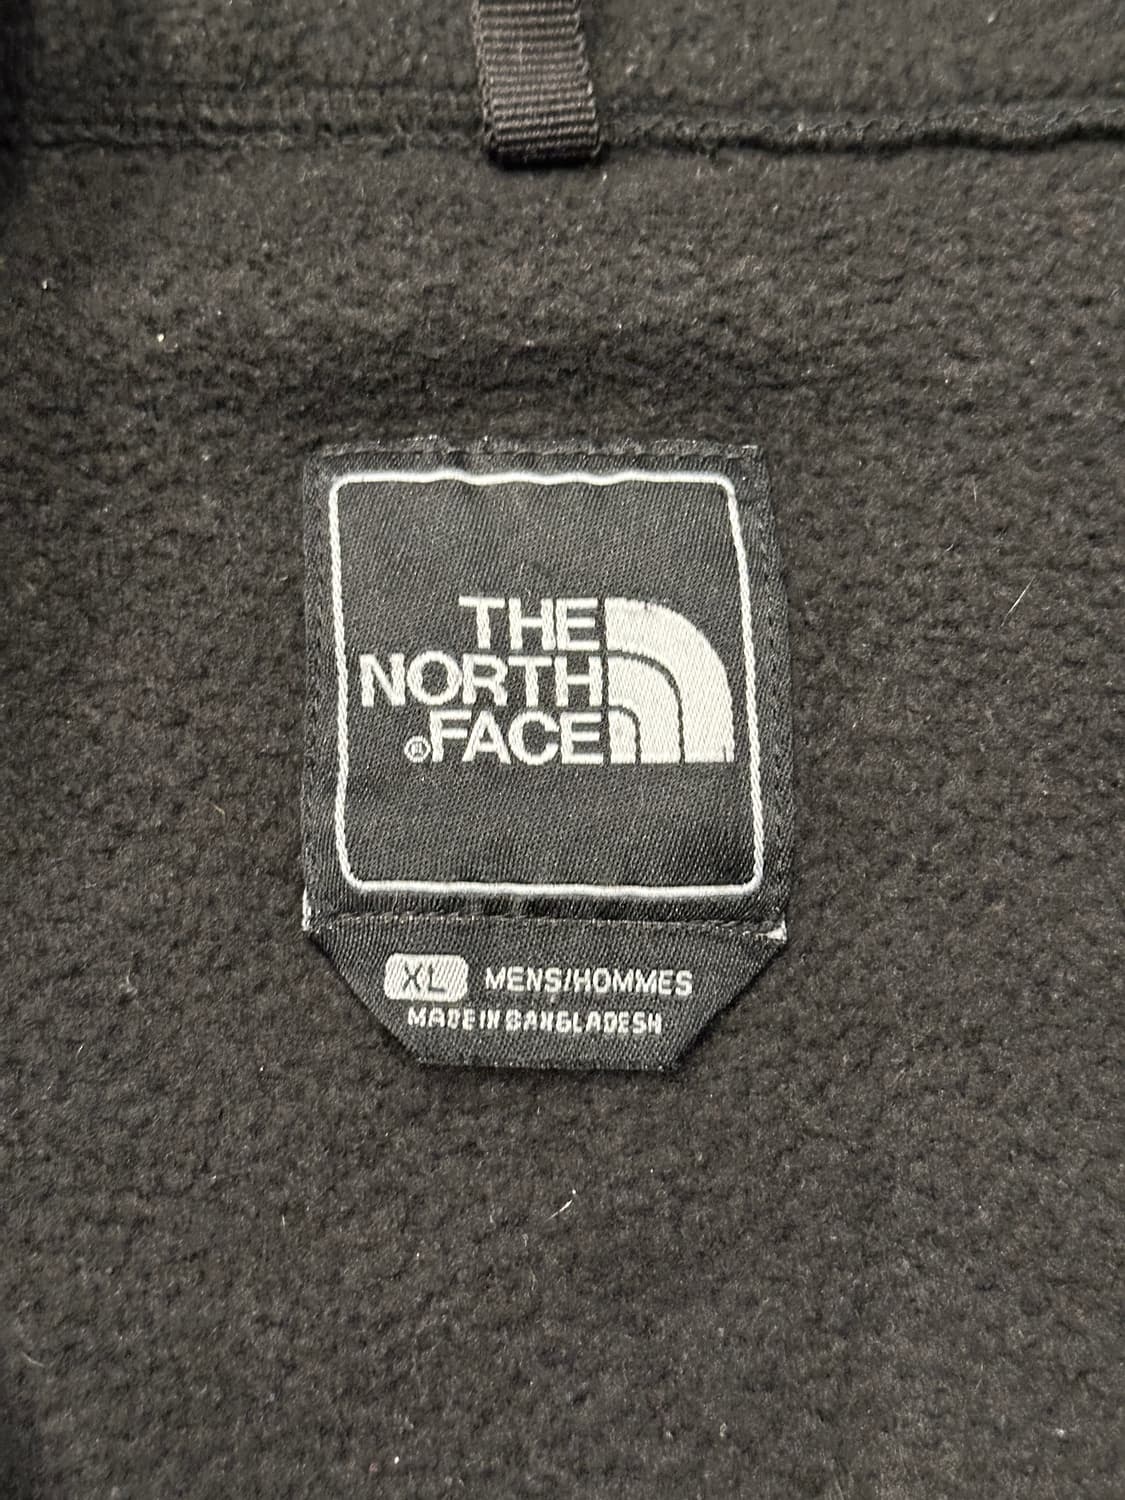 THE
NORTH
®FACE
XL MENS/HOMMES
MADE IN BANGLADESH